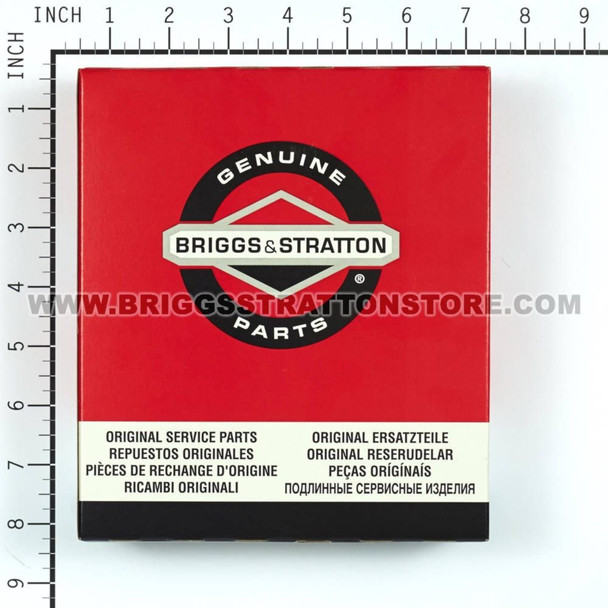 INCH 1 2 3 4 5 6 7 8 9
INCH
1
2
3
4
5
6
7
8
9
GENUINE
BRIGGS & STRATTON
®
PARTS
WWW.BRIGGSSTRATTONSTORE.COM
ORIGINAL SERVICE PARTS
REPUESTOS ORIGINALES
PIÈCES DE RECHANGE D'ORIGINE
RICAMBI ORIGINALI
ORIGINAL ERSATZTEILE
ORIGINAL RESERUDELAR
PEÇAS ORÍGÍNAÍS
ПОДЛИННЫЕ СЕРВИСНЫЕ ИЗДЕЛИЯ